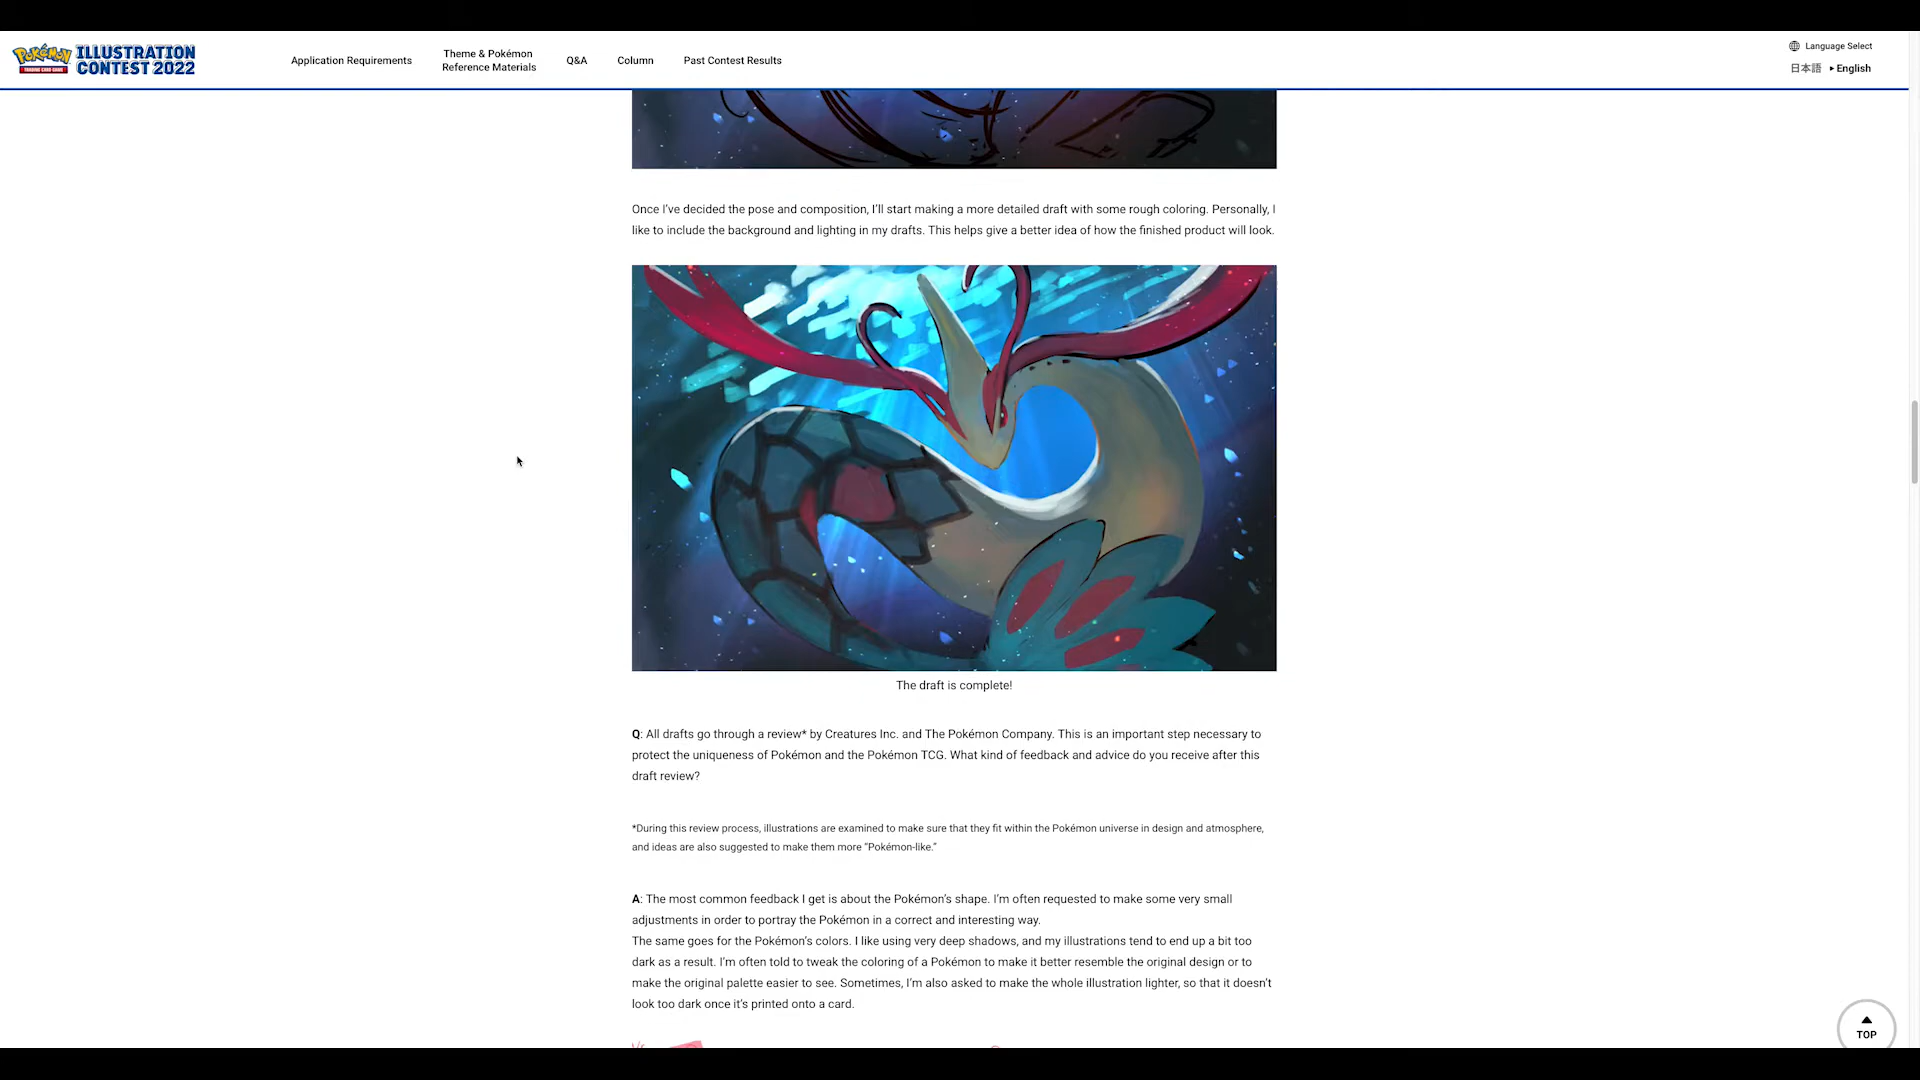 Pokémon
TRADING CARD GAME
ILLUSTRATION
CONTEST 2022
Application Requirements
Theme & Pokémon
Reference Materials
Q&A
Column
Past Contest Results
Language Select
日本語 ▸ English
Once I’ve decided the pose and composition, I’ll start making a more detailed draft with some rough coloring. Personally, I
like to include the background and lighting in my drafts. This helps give a better idea of how the finished product will look.
The draft is complete!
Q: All drafts go through a review* by Creatures Inc. and The Pokémon Company. This is an important step necessary to
protect the uniqueness of Pokémon and the Pokémon TCG. What kind of feedback and advice do you receive after this
draft review?
*During this review process, illustrations are examined to make sure that they fit within the Pokémon universe in design and atmosphere,
and ideas are also suggested to make them more “Pokémon-like.”
A: The most common feedback I get is about the Pokémon’s shape. I’m often requested to make some very small
adjustments in order to portray the Pokémon in a correct and interesting way.
The same goes for the Pokémon’s colors. I like using very deep shadows, and my illustrations tend to end up a bit too
dark as a result. I’m often told to tweak the coloring of a Pokémon to make it better resemble the original design or to
make the original palette easier to see. Sometimes, I’m also asked to make the whole illustration lighter, so that it doesn’t
look too dark once it’s printed onto a card.
TOP